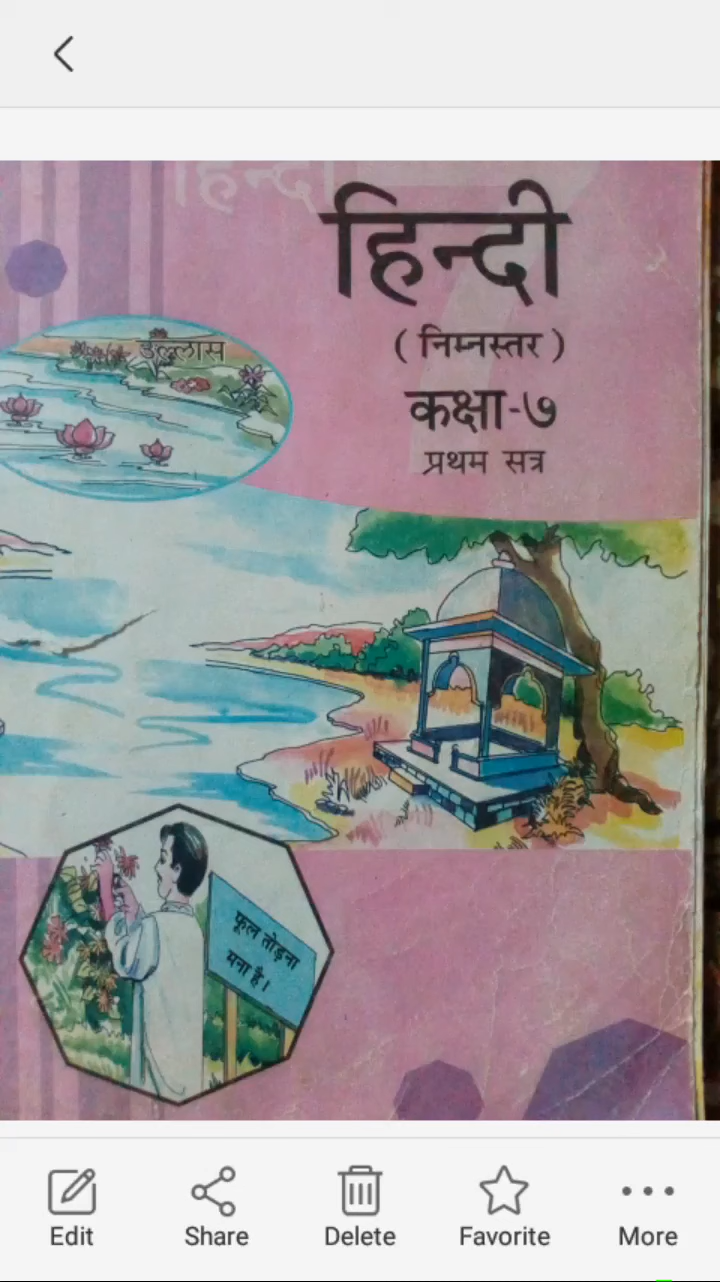 हिन्दी
हिन्दी
( निम्नस्तर )
कक्षा-७
प्रथम सत्र
उल्लास
फूल तोड़ना
मना है।
Edit Share Delete Favorite More